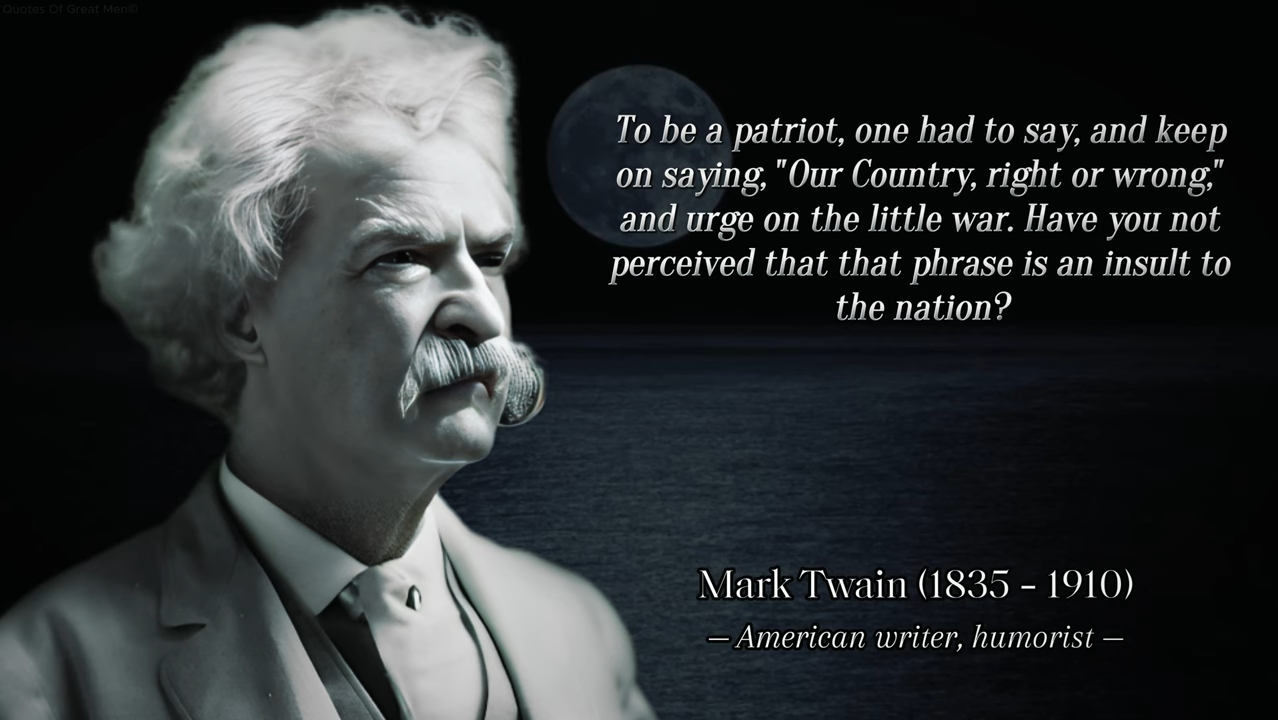 Quotes Of Great Men©
To be a patriot, one had to say, and keep
on saying, "Our Country, right or wrong,"
and urge on the little war. Have you not
perceived that that phrase is an insult to
the nation?
Mark Twain (1835 - 1910)
— American writer, humorist —